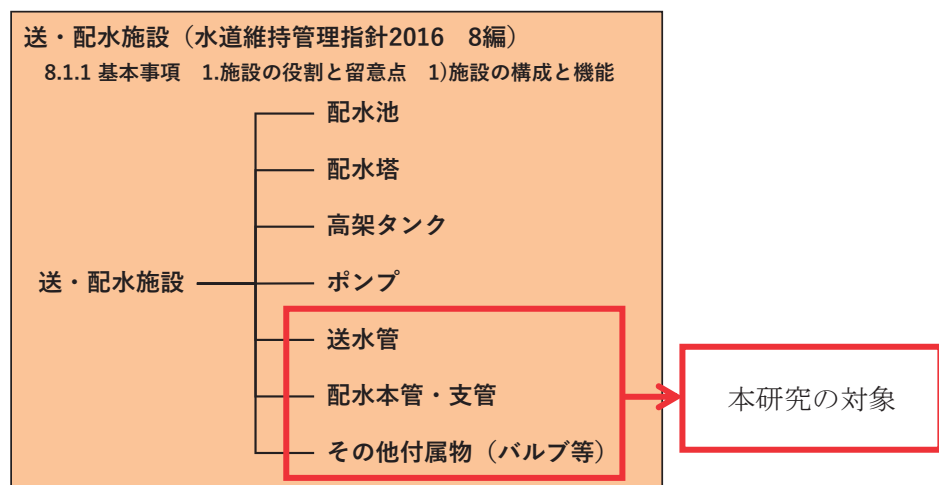 送・配水施設（水道維持管理指針2016　8編）
8.1.1 基本事項　1.施設の役割と留意点　1)施設の構成と機能
配水池
配水塔
高架タンク
送・配水施設
ポンプ
送水管
配水本管・支管
本研究の対象
その他付属物（バルブ等）